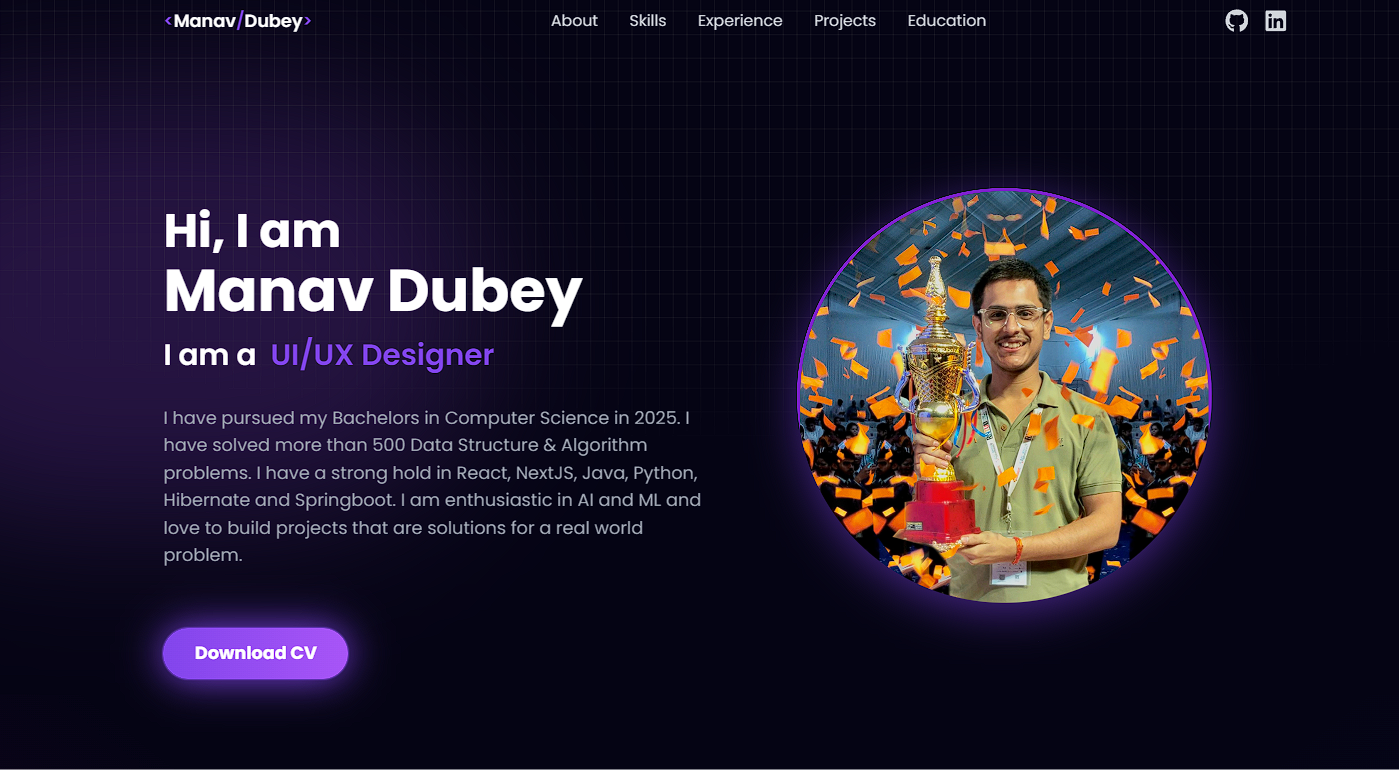 <Manav/Dubey>
About Skills Experience Projects Education
Hi, I am
Manav Dubey
I am a UI/UX Designer
I have pursued my Bachelors in Computer Science in 2025. I
have solved more than 500 Data Structure & Algorithm
problems. I have a strong hold in React, NextJS, Java, Python,
Hibernate and Springboot. I am enthusiastic in AI and ML and
love to build projects that are solutions for a real world
problem.
Download CV